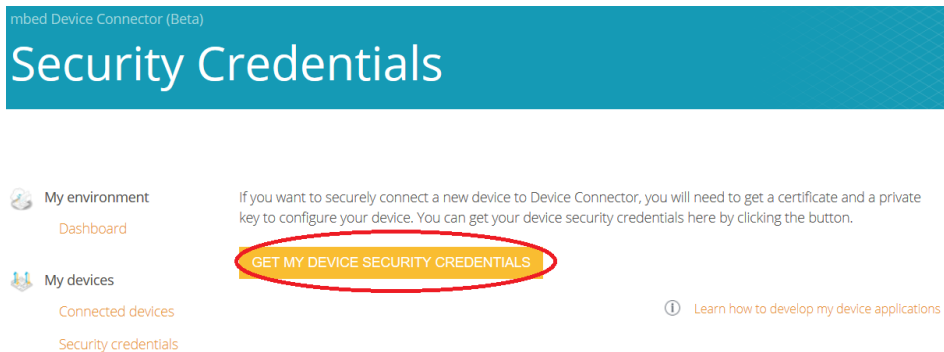 mbed Device Connector (Beta)
Security Credentials
My environment
Dashboard
My devices
Connected devices
Security credentials
If you want to securely connect a new device to Device Connector, you will need to get a certificate and a private
key to configure your device. You can get your device security credentials here by clicking the button.
GET MY DEVICE SECURITY CREDENTIALS
Learn how to develop my device applications